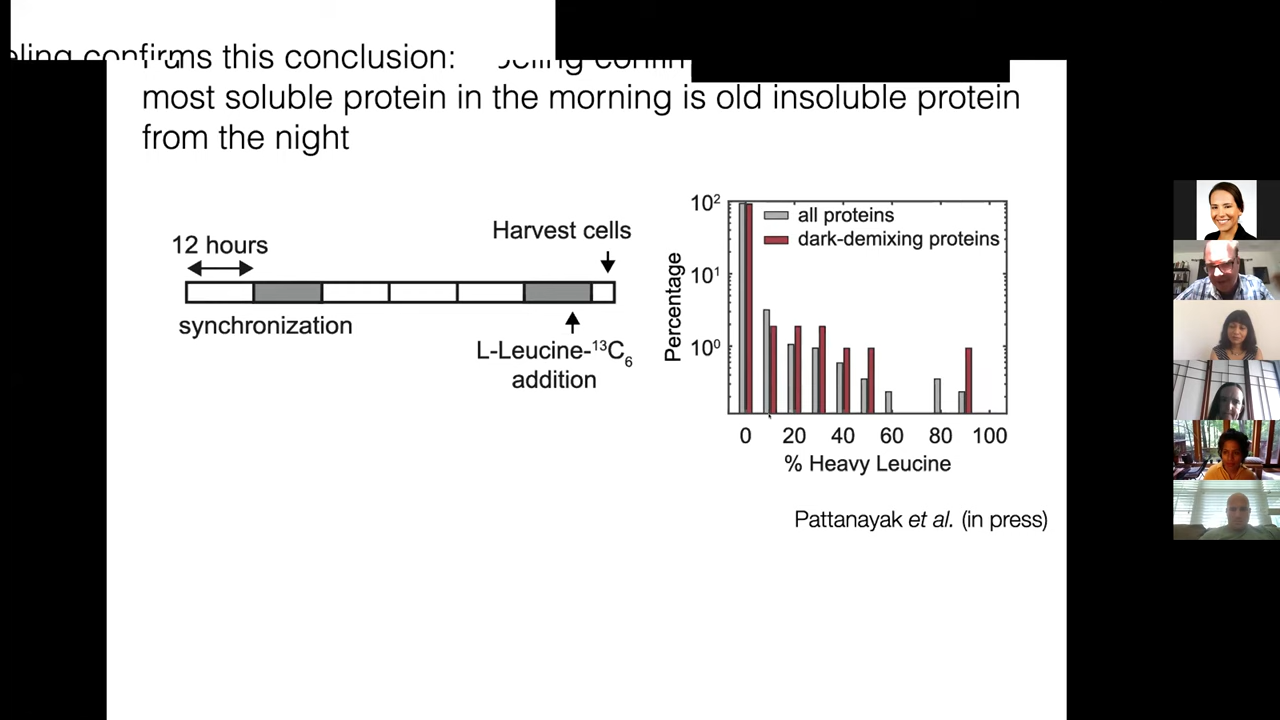 confirms this conclusion:
most soluble protein in the morning is old insoluble protein
from the night
12 hours
synchronization
Harvest cells
L-Leucine-¹³C₆
addition
10²
10¹
10⁰
Percentage
all proteins
dark-demixing proteins
0 20 40 60 80 100
% Heavy Leucine
Pattanayak et al. (in press)